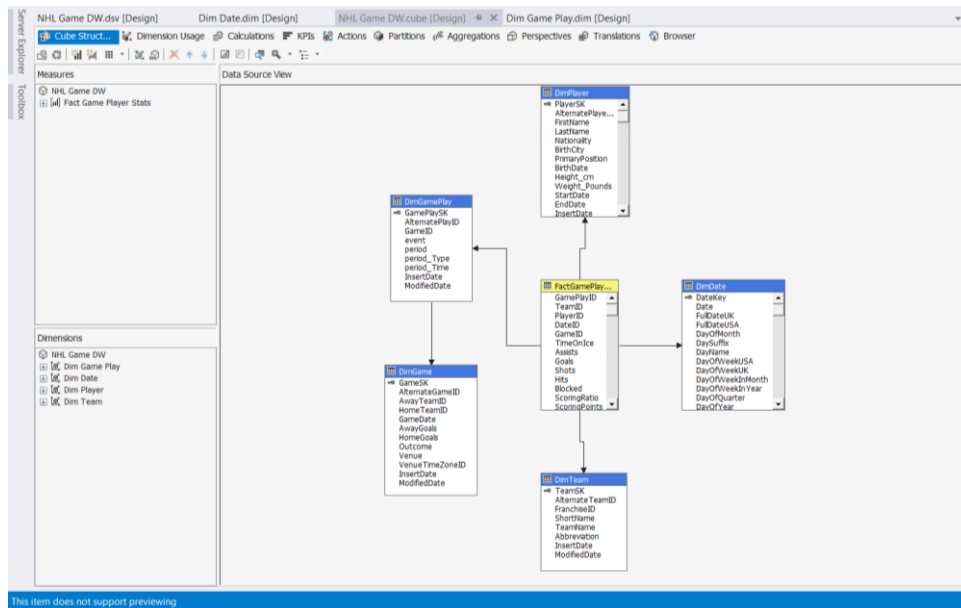 Server Explorer
Toolbox
NHL Game DW.dsv [Design]
Dim Date.dim [Design]
NHL Game DW.cube [Design]
Dim Game Play.dim [Design]
Cube Struct...
Dimension Usage
Calculations
KPIs
Actions
Partitions
Aggregations
Perspectives
Translations
Browser
Measures
NHL Game DW
Fact Game Player Stats
Dimensions
NHL Game DW
Dim Game Play
Dim Date
Dim Player
Dim Team
Data Source View
DimPlayer
PlayerSK
AlternatePlaye...
FirstName
LastName
Nationality
BirthCity
PrimaryPosition
BirthDate
Height_cm
Weight_Pounds
StartDate
EndDate
InsertDate
DimGamePlay
GamePlaySK
AlternatePlayID
GameID
event
period
period_Type
period_Time
InsertDate
ModifiedDate
FactGamePlay...
GamePlayID
TeamID
PlayerID
DateID
GameID
TimeOnIce
Assists
Goals
Shots
Hits
Blocked
ScoringRatio
ScoringPoints
DimDate
DateKey
Date
FullDateUK
FullDateUSA
DayOfMonth
DaySuffix
DayName
DayOfWeekUSA
DayOfWeekUK
DayOfWeekInMonth
DayOfWeekInYear
DayOfQuarter
DayOfYear
DimGame
GameSK
AlternateGameID
AwayTeamID
HomeTeamID
GameDate
AwayGoals
HomeGoals
Outcome
Venue
VenueTimeZoneID
InsertDate
ModifiedDate
DimTeam
TeamSK
AlternateTeamID
FranchiseID
ShortName
TeamName
Abbreviation
InsertDate
ModifiedDate
This item does not support previewing